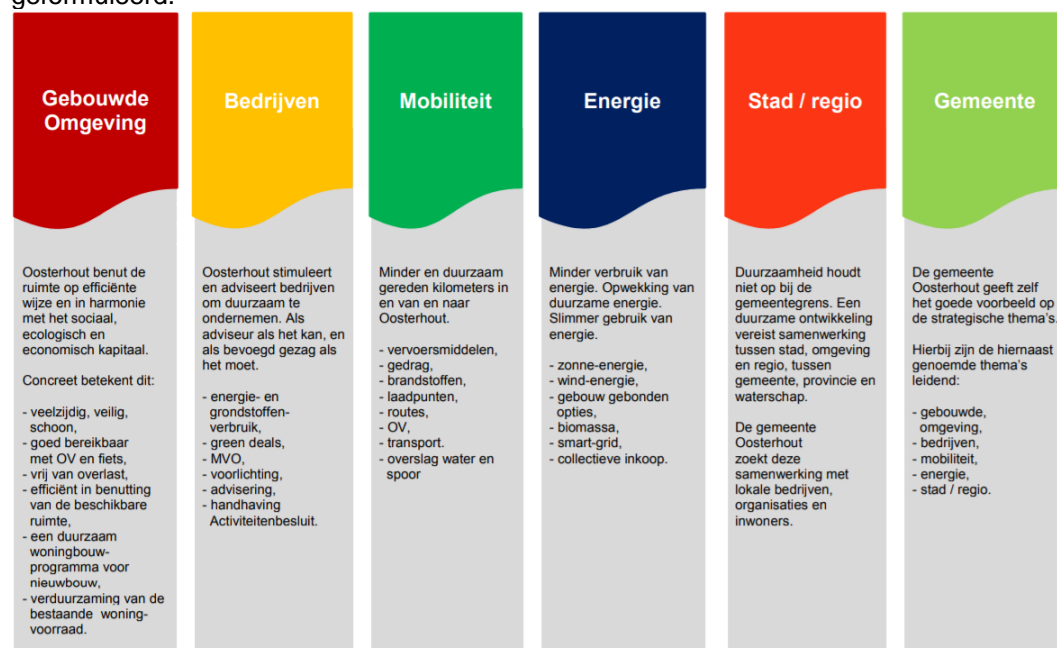 geformuleerd.
Gebouwde
Omgeving
Oosterhout benut de
ruimte op efficiënte
wijze en in harmonie
met het sociaal,
ecologisch en
economisch kapitaal.
Concreet betekent dit:
- veelzijdig, veilig,
schoon,
- goed bereikbaar
met OV en fiets,
- vrij van overlast,
- efficiënt in benutting
van de beschikbare
ruimte,
- een duurzaam
woningbouw-
programma voor
nieuwbouw,
- verduurzaming van de
bestaande woning-
voorraad.
Bedrijven
Oosterhout stimuleert
en adviseert bedrijven
om duurzaam te
ondernemen. Als
adviseur als het kan, en
als bevoegd gezag als
het moet.
- energie- en
grondstoffen-
verbruik,
- green deals,
- MVO,
- voorlichting,
- advisering,
- handhaving
Activiteitenbesluit.
Mobiliteit
Minder en duurzaam
gereden kilometers in
en van en naar
Oosterhout.
- vervoersmiddelen,
- gedrag,
- brandstoffen,
- laadpunten,
- routes,
- OV,
- transport.
- overslag water en
spoor
Energie
Minder verbruik van
energie. Opwekking van
duurzame energie.
Slimmer gebruik van
energie.
- zonne-energie,
- wind-energie,
- gebouw gebonden
opties,
- biomassa,
- smart-grid,
- collectieve inkoop.
Stad / regio
Duurzaamheid houdt
niet op bij de
gemeentegrens. Een
duurzame ontwikkeling
vereist samenwerking
tussen stad, omgeving
en regio, tussen
gemeente, provincie en
waterschap.
De gemeente
Oosterhout
zoekt deze
samenwerking met
lokale bedrijven,
organisaties en
inwoners.
Gemeente
De gemeente
Oosterhout geeft zelf
het goede voorbeeld op
de strategische thema's.
Hierbij zijn de hiernaast
genoemde thema's
leidend:
- gebouwde,
omgeving,
- bedrijven,
- mobiliteit,
- energie,
- stad / regio.